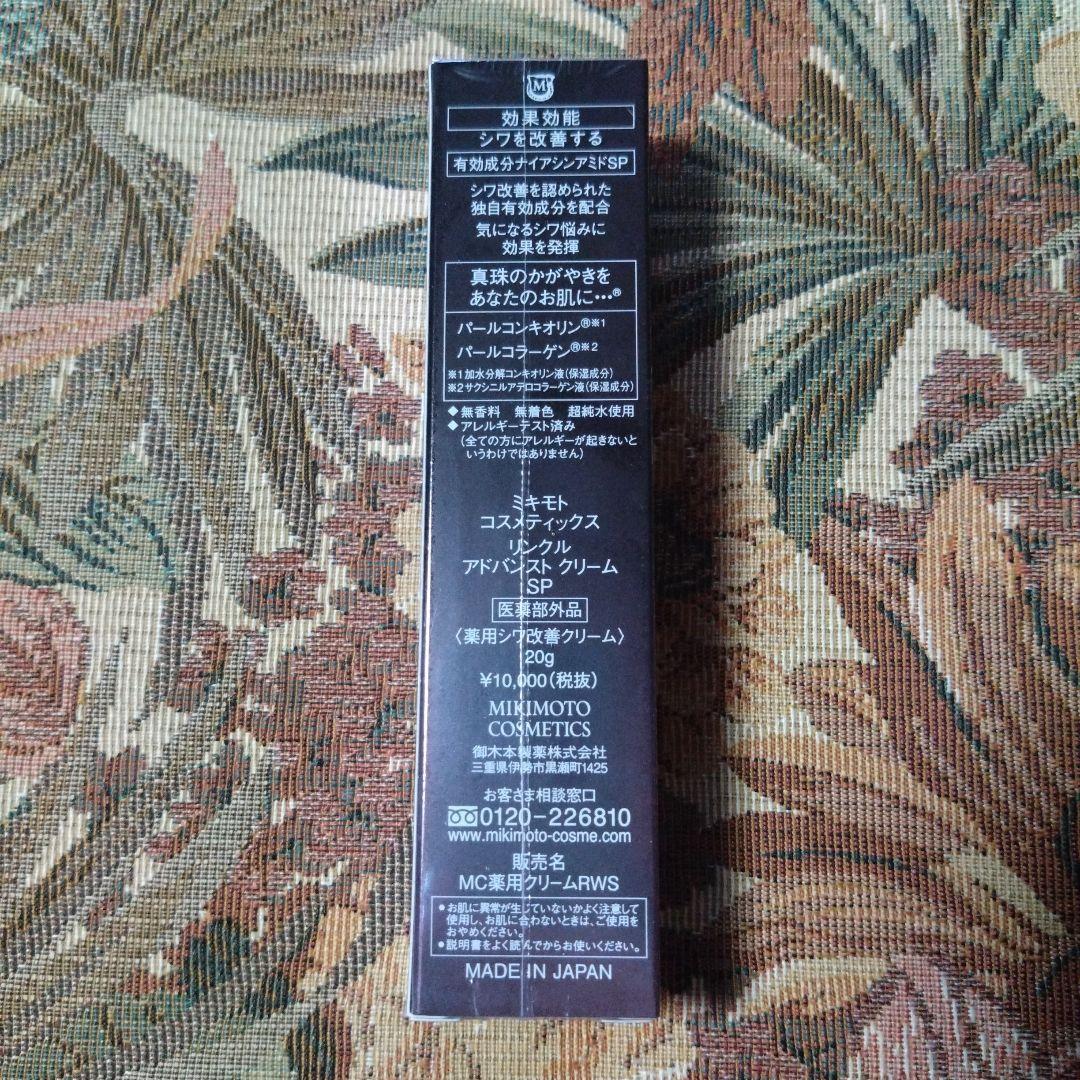 M
効果効能
シワを改善する
有効成分ナイアシンアミドSP
シワ改善を認められた
独自有効成分を配合
気になるシワ悩みに
効果を発揮
真珠のかがやきを
あなたのお肌に…®
パールコンキオリン®※1
パールコラーゲン®※2
※1加水分解コンキオリン液(保湿成分)
※2サクシニルアテロコラーゲン液(保湿成分)
◆無香料 無着色 超純水使用
◆アレルギーテスト済み
(全ての方にアレルギーが起きないと
いうわけではありません)
ミキモト
コスメティックス
リンクル
アドバンスト クリーム
SP
医薬部外品
〈薬用シワ改善クリーム〉
20g
¥10,000(税抜)
MIKIMOTO
COSMETICS
御木本製薬株式会社
三重県伊勢市黒瀬町1425
お客さま相談窓口
0120-226810
www.mikimoto-cosme.com
販売名
MC薬用クリームRWS
●お肌に異常が生じていないかよく注意して
使用し、お肌に合わないときは、ご使用を
おやめください。
●説明書をよく読んでからお使いください。
MADE IN JAPAN